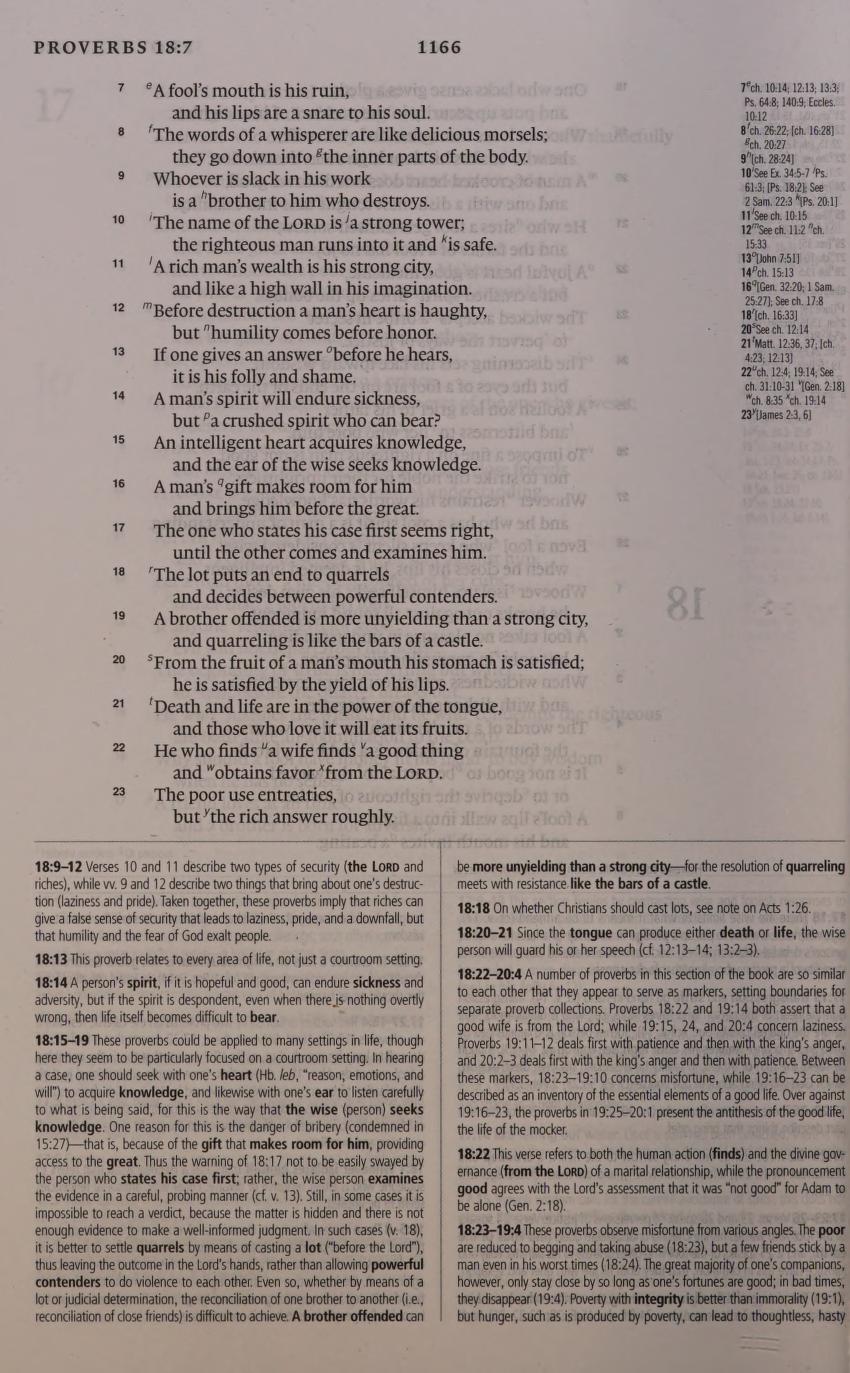 PROVERBS 18:7
1166
7 eA fool's mouth is his ruin,
and his lips are a snare to his soul.
8 fThe words of a whisperer are like delicious morsels;
they go down into gthe inner parts of the body.
9 Whoever is slack in his work
is a hbrother to him who destroys.
10 iThe name of the LORD is ja strong tower;
the righteous man runs into it and kis safe.
11 lA rich man's wealth is his strong city,
and like a high wall in his imagination.
12 mBefore destruction a man's heart is haughty,
but nhumility comes before honor.
13 If one gives an answer obefore he hears,
it is his folly and shame.
14 A man's spirit will endure sickness,
but pa crushed spirit who can bear?
15 An intelligent heart acquires knowledge,
and the ear of the wise seeks knowledge.
16 A man's qgift makes room for him
and brings him before the great.
17 The one who states his case first seems right,
until the other comes and examines him.
18 rThe lot puts an end to quarrels
and decides between powerful contenders.
19 A brother offended is more unyielding than a strong city,
and quarreling is like the bars of a castle.
20 sFrom the fruit of a man's mouth his stomach is satisfied;
he is satisfied by the yield of his lips.
21 tDeath and life are in the power of the tongue,
and those who love it will eat its fruits.
22 He who finds ua wife finds va good thing
and wobtains favor xfrom the LORD.
23 The poor use entreaties,
but ythe rich answer roughly.
7 ech. 10:14; 12:13; 13:3;
Ps. 64:8; 140:9; Eccles.
10:12
8 fch. 26:22; [ch. 16:28]
gch. 20:27
9 h[ch. 28:24]
10 iSee Ex. 34:5-7 jPs.
61:3; [Ps. 18:2]; See
2 Sam. 22:3 k[Ps. 20:1]
11 lSee ch. 10:15
12 mSee ch. 11:2 nch.
15:33
13 o[John 7:51]
14 pch. 15:13
16 q[Gen. 32:20; 1 Sam.
25:27]; See ch. 17:8
18 r[ch. 16:33]
20 sSee ch. 12:14
21 tMatt. 12:36, 37; [ch.
4:23; 12:13]
22 uch. 12:4; 19:14; See
ch. 31:10-31 v[Gen. 2:18]
wch. 8:35 xch. 19:14
23 y[James 2:3, 6]
18:9–12 Verses 10 and 11 describe two types of security (the LORD and
riches), while vv. 9 and 12 describe two things that bring about one's destruc-
tion (laziness and pride). Taken together, these proverbs imply that riches can
give a false sense of security that leads to laziness, pride, and a downfall, but
that humility and the fear of God exalt people.
18:13 This proverb relates to every area of life, not just a courtroom setting.
18:14 A person's spirit, if it is hopeful and good, can endure sickness and
adversity, but if the spirit is despondent, even when there is nothing overtly
wrong, then life itself becomes difficult to bear.
18:15–19 These proverbs could be applied to many settings in life, though
here they seem to be particularly focused on a courtroom setting. In hearing
a case, one should seek with one's heart (Hb. leb, "reason, emotions, and
will") to acquire knowledge, and likewise with one's ear to listen carefully
to what is being said, for this is the way that the wise (person) seeks
knowledge. One reason for this is the danger of bribery (condemned in
15:27)—that is, because of the gift that makes room for him, providing
access to the great. Thus the warning of 18:17 not to be easily swayed by
the person who states his case first; rather, the wise person examines
the evidence in a careful, probing manner (cf. v. 13). Still, in some cases it is
impossible to reach a verdict, because the matter is hidden and there is not
enough evidence to make a well-informed judgment. In such cases (v. 18),
it is better to settle quarrels by means of casting a lot ("before the Lord"),
thus leaving the outcome in the Lord's hands, rather than allowing powerful
contenders to do violence to each other. Even so, whether by means of a
lot or judicial determination, the reconciliation of one brother to another (i.e.,
reconciliation of close friends) is difficult to achieve. A brother offended can
be more unyielding than a strong city—for the resolution of quarreling
meets with resistance like the bars of a castle.
18:18 On whether Christians should cast lots, see note on Acts 1:26.
18:20–21 Since the tongue can produce either death or life, the wise
person will guard his or her speech (cf. 12:13–14; 13:2–3).
18:22–20:4 A number of proverbs in this section of the book are so similar
to each other that they appear to serve as markers, setting boundaries for
separate proverb collections. Proverbs 18:22 and 19:14 both assert that a
good wife is from the Lord; while 19:15, 24, and 20:4 concern laziness.
Proverbs 19:11–12 deals first with patience and then with the king's anger,
and 20:2–3 deals first with the king's anger and then with patience. Between
these markers, 18:23–19:10 concerns misfortune, while 19:16–23 can be
described as an inventory of the essential elements of a good life. Over against
19:16–23, the proverbs in 19:25–20:1 present the antithesis of the good life,
the life of the mocker.
18:22 This verse refers to both the human action (finds) and the divine gov-
ernance (from the LORD) of a marital relationship, while the pronouncement
good agrees with the Lord's assessment that it was "not good" for Adam to
be alone (Gen. 2:18).
18:23–19:4 These proverbs observe misfortune from various angles. The poor
are reduced to begging and taking abuse (18:23), but a few friends stick by a
man even in his worst times (18:24). The great majority of one's companions,
however, only stay close by so long as one's fortunes are good; in bad times,
they disappear (19:4). Poverty with integrity is better than immorality (19:1),
but hunger, such as is produced by poverty, can lead to thoughtless, hasty